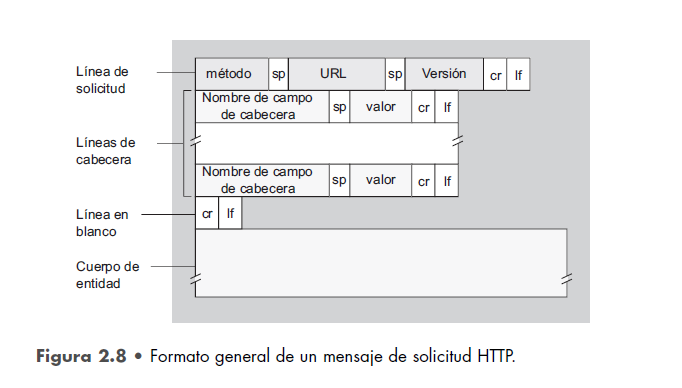 Línea de
solicitud
método sp URL sp Versión cr lf
Nombre de campo
de cabecera
sp valor cr lf
Líneas de
cabecera
Nombre de campo
de cabecera
sp valor cr lf
Línea en
blanco
cr lf
Cuerpo de
entidad
Figura 2.8 • Formato general de un mensaje de solicitud HTTP.